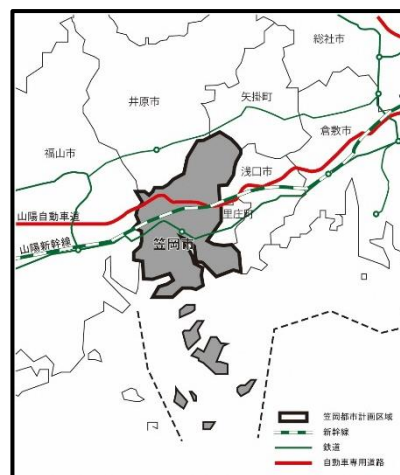 総社市
井原市
矢掛町
倉敷市
福山市
浅口市
山陽自動車道
里庄町
山陽新幹線
笠岡市
笠岡都市計画区域
新幹線
鉄道
自動車専用道路